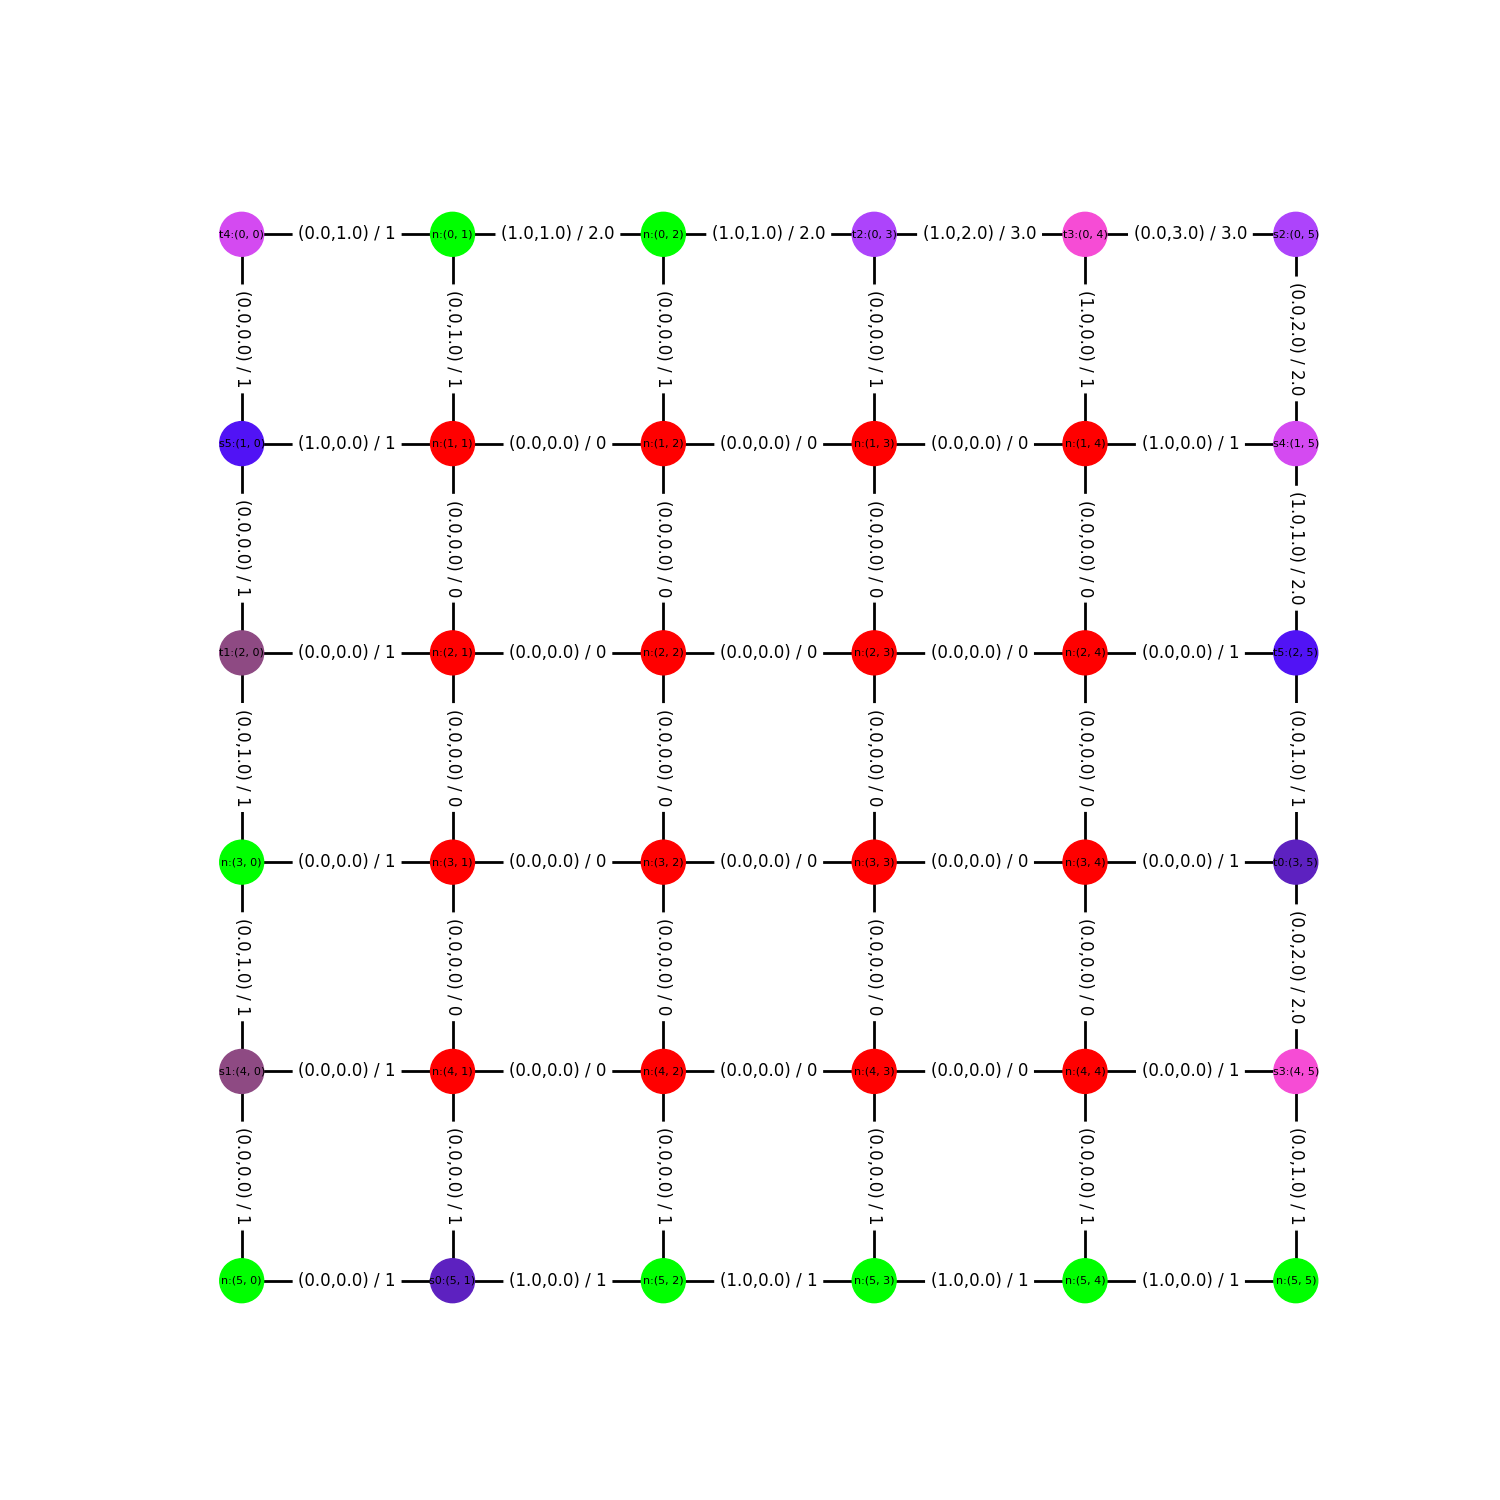 t4:(0, 0) (0.0,1.0) / 1 n:(0, 1) (1.0,1.0) / 2.0 n:(0, 2) (1.0,1.0) / 2.0 t2:(0, 3) (1.0,2.0) / 3.0 t3:(0, 4) (0.0,3.0) / 3.0 s2:(0, 5)
(0.0,0.0) / 1 (0.0,1.0) / 1 (0.0,0.0) / 1 (0.0,0.0) / 1 (1.0,0.0) / 1 (0.0,2.0) / 2.0
s5:(1, 0) (1.0,0.0) / 1 n:(1, 1) (0.0,0.0) / 0 n:(1, 2) (0.0,0.0) / 0 n:(1, 3) (0.0,0.0) / 0 n:(1, 4) (1.0,0.0) / 1 s4:(1, 5)
(0.0,0.0) / 1 (0.0,0.0) / 0 (0.0,0.0) / 0 (0.0,0.0) / 0 (0.0,0.0) / 0 (1.0,1.0) / 2.0
t1:(2, 0) (0.0,0.0) / 1 n:(2, 1) (0.0,0.0) / 0 n:(2, 2) (0.0,0.0) / 0 n:(2, 3) (0.0,0.0) / 0 n:(2, 4) (0.0,0.0) / 1 t5:(2, 5)
(0.0,1.0) / 1 (0.0,0.0) / 0 (0.0,0.0) / 0 (0.0,0.0) / 0 (0.0,0.0) / 0 (0.0,1.0) / 1
n:(3, 0) (0.0,0.0) / 1 n:(3, 1) (0.0,0.0) / 0 n:(3, 2) (0.0,0.0) / 0 n:(3, 3) (0.0,0.0) / 0 n:(3, 4) (0.0,0.0) / 1 t0:(3, 5)
(0.0,1.0) / 1 (0.0,0.0) / 0 (0.0,0.0) / 0 (0.0,0.0) / 0 (0.0,0.0) / 0 (0.0,2.0) / 2.0
s1:(4, 0) (0.0,0.0) / 1 n:(4, 1) (0.0,0.0) / 0 n:(4, 2) (0.0,0.0) / 0 n:(4, 3) (0.0,0.0) / 0 n:(4, 4) (0.0,0.0) / 1 s3:(4, 5)
(0.0,0.0) / 1 (0.0,0.0) / 1 (0.0,0.0) / 1 (0.0,0.0) / 1 (0.0,0.0) / 1 (0.0,1.0) / 1
n:(5, 0) (0.0,0.0) / 1 s0:(5, 1) (1.0,0.0) / 1 n:(5, 2) (1.0,0.0) / 1 n:(5, 3) (1.0,0.0) / 1 n:(5, 4) (1.0,0.0) / 1 n:(5, 5)